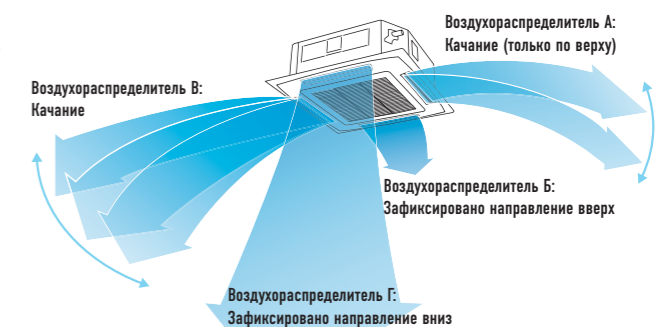 Воздухораспределитель А:
Качание (только по верху)
Воздухораспределитель В:
Качание
Воздухораспределитель Б:
Зафиксировано направление вверх
Воздухораспределитель Г:
Зафиксировано направление вниз